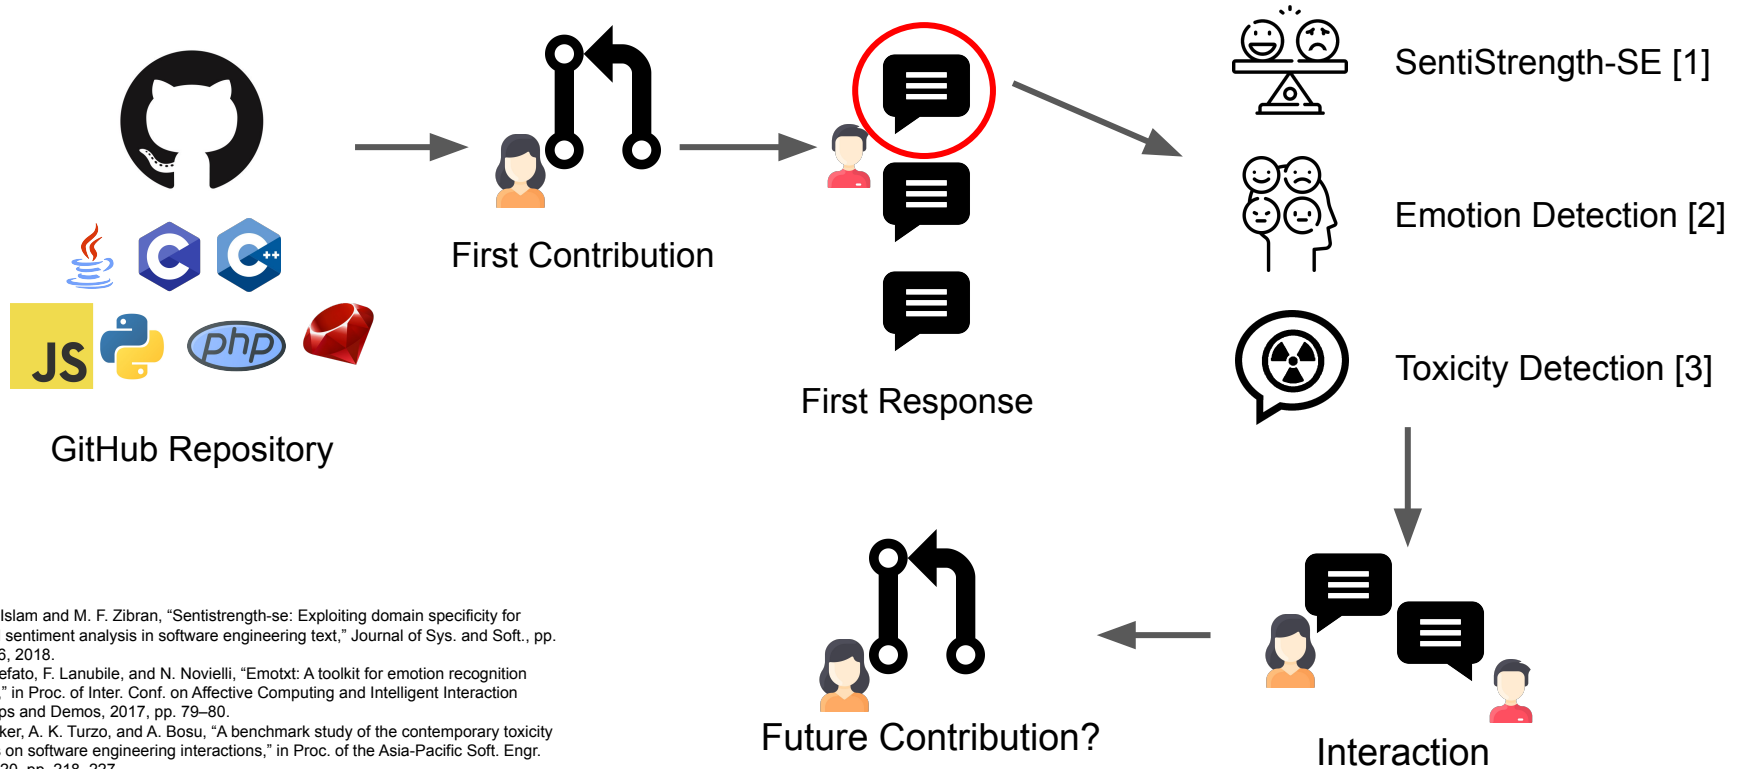 SentiStrength-SE [1]
Emotion Detection [2]
First Contribution
JS
php
C
C
++
Toxicity Detection [3]
First Response
GitHub Repository
Islam and M. F. Zibran, “Sentistrength-se: Exploiting domain specificity for
sentiment analysis in software engineering text,” Journal of Sys. and Soft., pp.
6, 2018.
efato, F. Lanubile, and N. Novielli, “Emotxt: A toolkit for emotion recognition
,” in Proc. of Inter. Conf. on Affective Computing and Intelligent Interaction
ps and Demos, 2017, pp. 79–80.
ker, A. K. Turzo, and A. Bosu, “A benchmark study of the contemporary toxicity
s on software engineering interactions,” in Proc. of the Asia-Pacific Soft. Engr.
20, pp. 218–227
Future Contribution?
Interaction